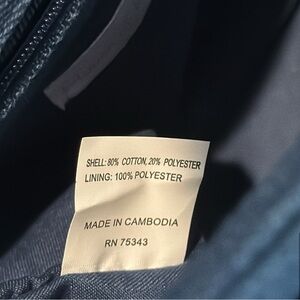 SHELL: 80% COTTON, 20% POLYESTER
LINING: 100% POLYESTER
MADE IN CAMBODIA
RN 75343